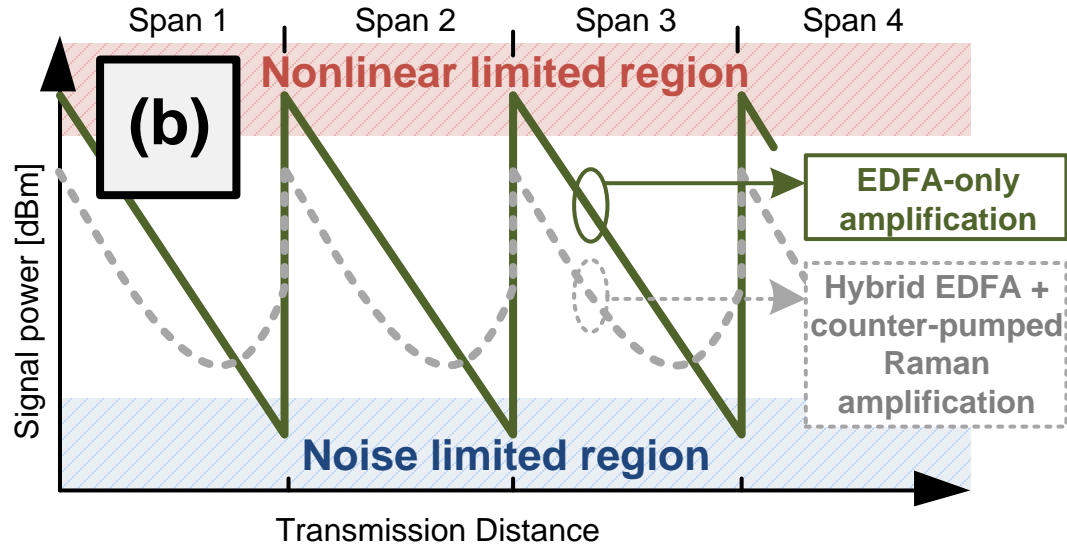 Span 1
Span 2
Span 3
Span 4
Nonlinear limited region
(b)
Signal power [dBm]
EDFA-only
amplification
Hybrid EDFA +
counter-pumped
Raman
amplification
Noise limited region
Transmission Distance